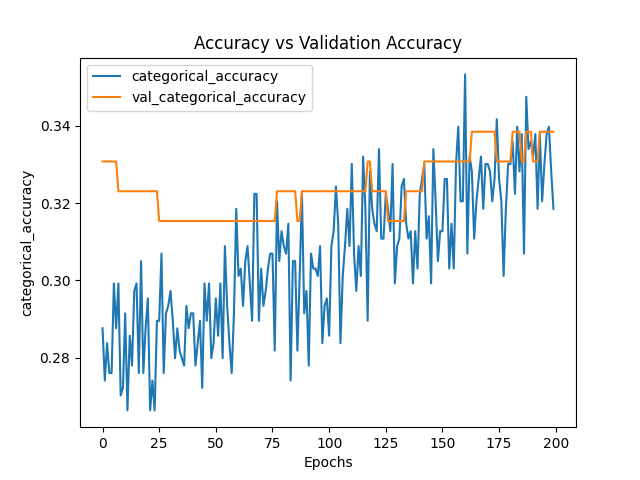 Accuracy vs Validation Accuracy
categorical_accuracy
val_categorical_accuracy
categorical_accuracy
0.34
0.32
0.30
0.28
0 25 50 75 100 125 150 175 200
Epochs